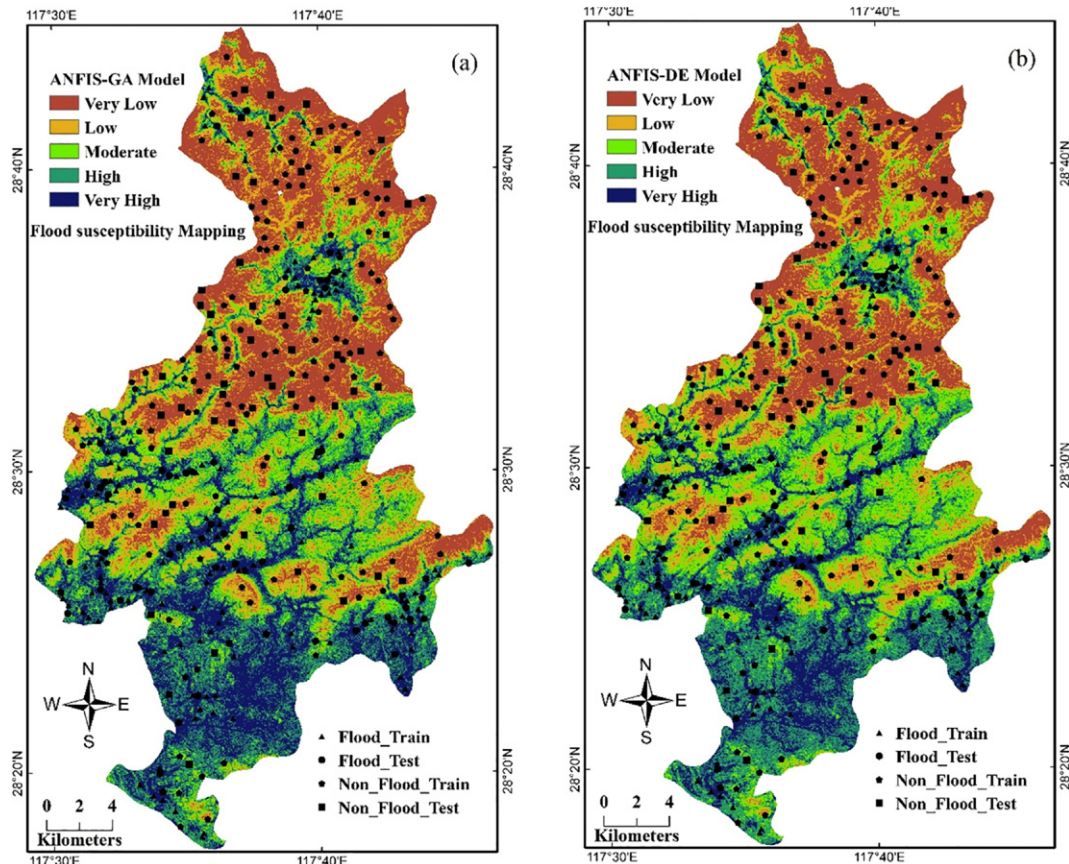 117°30'E
117°40'E
(a)
ANFIS-GA Model
Very Low
Low
Moderate
High
Very High
Flood susceptibility Mapping
28°40'N
28°40'N
28°30'N
28°30'N
28°20'N
28°20'N
N
W
E
S
Flood_Train
Flood_Test
Non_Flood_Train
Non_Flood_Test
0 2 4
Kilometers
117°30'E
117°40'E
117°30'E
117°40'E
(b)
ANFIS-DE Model
Very Low
Low
Moderate
High
Very High
Flood susceptibility Mapping
28°40'N
28°40'N
28°30'N
28°30'N
28°20'N
28°20'N
N
W
E
S
Flood_Train
Flood_Test
Non_Flood_Train
Non_Flood_Test
0 2 4
Kilometers
117°30'E
117°40'E